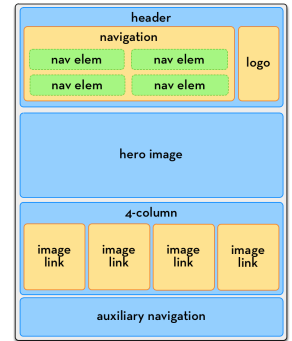 header
navigation
nav elem nav elem
logo
nav elem nav elem
hero image
4-column
image link
image link
image link
image link
auxiliary navigation